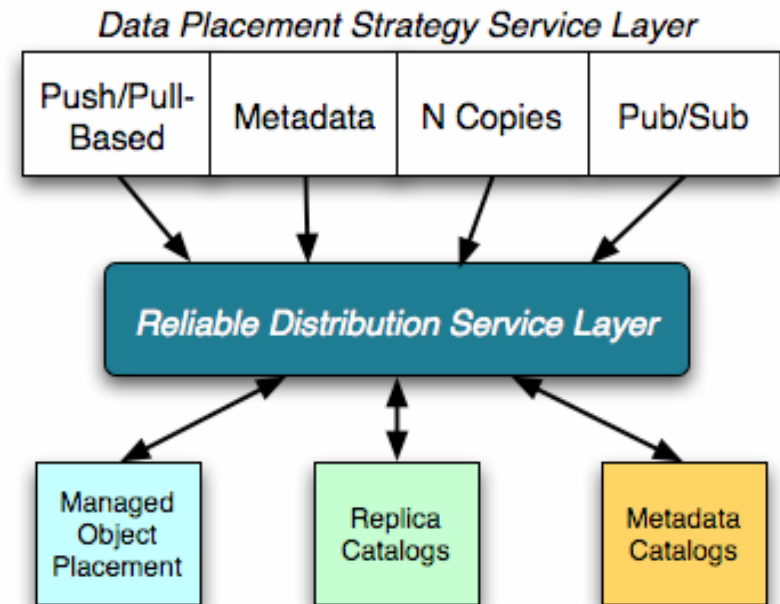 Data Placement Strategy Service Layer
Push/Pull-
Based
Metadata
N Copies
Pub/Sub
Reliable Distribution Service Layer
Managed
Object
Placement
Replica
Catalogs
Metadata
Catalogs